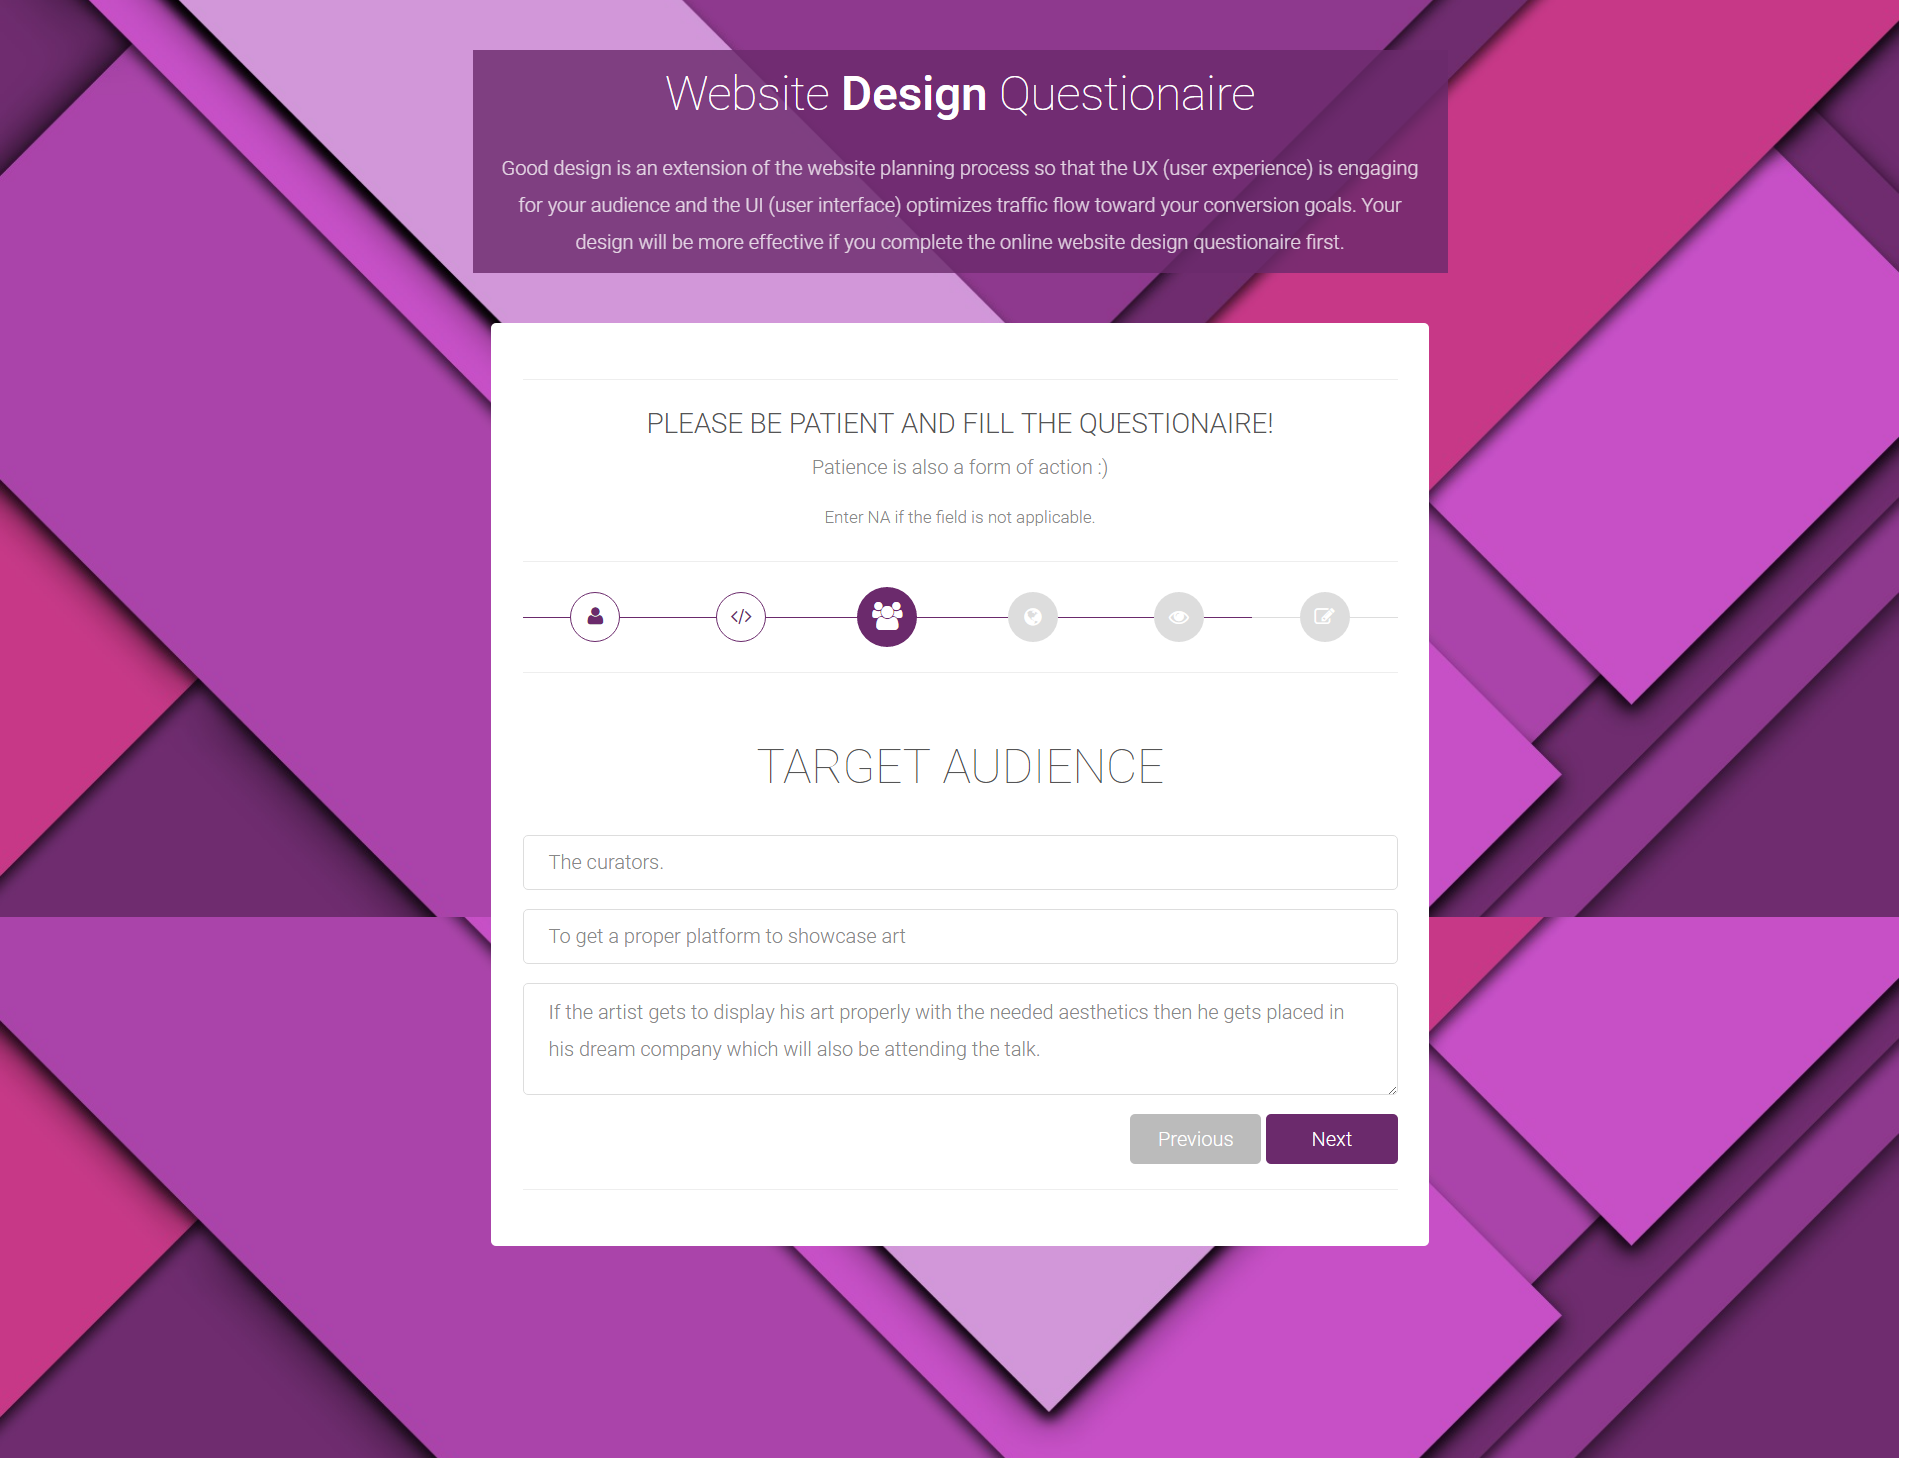 Website Design Questionaire
Good design is an extension of the website planning process so that the UX (user experience) is engaging
for your audience and the UI (user interface) optimizes traffic flow toward your conversion goals. Your
design will be more effective if you complete the online website design questionaire first.
PLEASE BE PATIENT AND FILL THE QUESTIONAIRE!
Patience is also a form of action :)
Enter NA if the field is not applicable.
TARGET AUDIENCE
The curators.
To get a proper platform to showcase art
If the artist gets to display his art properly with the needed aesthetics then he gets placed in
his dream company which will also be attending the talk.
Previous
Next